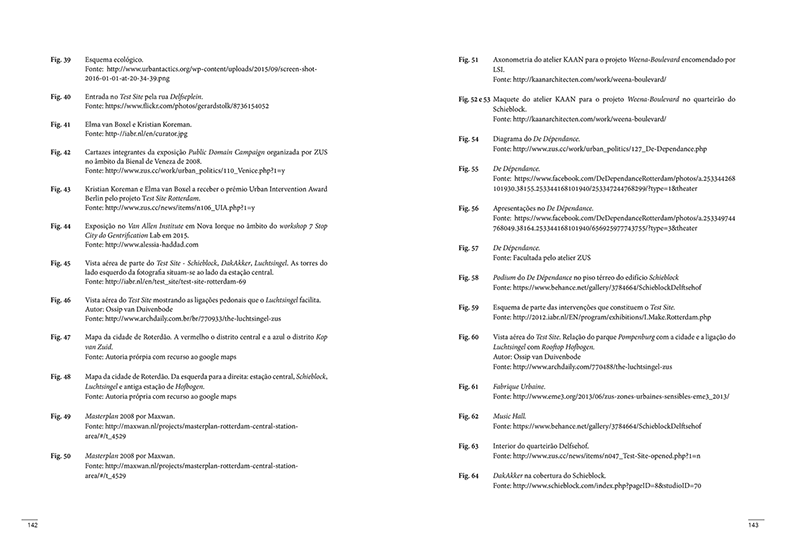 Fig. 39 Esquema ecológico.
Fonte: http://www.urbantactics.org/wp-content/uploads/2015/09/screen-shot-
2016-01-01-at-20-34-39.png
Fig. 40 Entrada no Test Site pela rua Delfseplein.
Fonte: https://www.flickr.com/photos/gerardstolk/8736154052
Fig. 41 Elma van Boxel e Kristian Koreman.
Fonte: http-//iabr.nl/en/curator.jpg
Fig. 42 Cartazes integrantes da exposição Public Domain Campaign organizada por ZUS
no âmbito da Bienal de Veneza de 2008.
Fonte: http://www.zus.cc/work/urban_politics/110_Venice.php?1=y
Fig. 43 Kristian Koreman e Elma van Boxel a receber o prémio Urban Intervention Award
Berlin pelo projeto Test Site Rotterdam.
Fonte: http://www.zus.cc/news/items/n106_UIA.php?1=y
Fig. 44 Exposição no Van Allen Institute em Nova Iorque no âmbito do workshop 7 Stop
City do Gentrification Lab em 2015.
Fonte: http://www.alessia-haddad.com
Fig. 45 Vista aérea de parte do Test Site - Schieblock, DakAkker, Luchtsingel. As torres do
lado esquerdo da fotografia situam-se ao lado da estação central.
Fonte: http://iabr.nl/en/test_site/test-site-rotterdam-69
Fig. 46 Vista aérea do Test Site mostrando as ligações pedonais que o Luchtsingel facilita.
Autor: Ossip van Duivenbode
Fonte: http://www.archdaily.com.br/br/770933/the-luchtsingel-zus
Fig. 47 Mapa da cidade de Roterdão. A vermelho o distrito central e a azul o distrito Kop
van Zuid.
Fonte: Autoria prórpia com recurso ao google maps
Fig. 48 Mapa da cidade de Roterdão. Da esquerda para a direita: estação central, Schieblock,
Luchtsingel e antiga estação de Hofbogen.
Fonte: Autoria prórpia com recurso ao google maps
Fig. 49 Masterplan 2008 por Maxwan.
Fonte: http://maxwan.nl/projects/masterplan-rotterdam-central-station-
area/#/t_4529
Fig. 50 Masterplan 2008 por Maxwan.
Fonte: http://maxwan.nl/projects/masterplan-rotterdam-central-station-
area/#/t_4529
142
Fig. 51 Axonometria do atelier KAAN para o projeto Weena-Boulevard encomendado por
LSI.
Fonte: http://kaanarchitecten.com/work/weena-boulevard/
Fig. 52 e 53 Maquete do atelier KAAN para o projeto Weena-Boulevard no quarteirão do
Schieblock.
Fonte: http://kaanarchitecten.com/work/weena-boulevard/
Fig. 54 Diagrama do De Dépendance.
Fonte: http://www.zus.cc/work/urban_politics/127_De-Dependance.php
Fig. 55 De Dépendance.
Fonte: https://www.facebook.com/DeDependanceRotterdam/photos/a.253344268
101930.38155.253344168101940/253347244768299/?type=1&theater
Fig. 56 Apresentações no De Dépendance.
Fonte: https://www.facebook.com/DeDependanceRotterdam/photos/a.253349744
768049.38164.253344168101940/656925977743755/?type=3&theater
Fig. 57 De Dépendance.
Fonte: Facultada pelo atelier ZUS
Fig. 58 Podium do De Dépendance no piso térreo do edifício Schieblock
Fonte: https://www.behance.net/gallery/3784664/SchieblockDelftsehof
Fig. 59 Esquema de parte das intervenções que constituem o Test Site.
Fonte: http://2012.iabr.nl/EN/program/exhibitions/I.Make.Rotterdam.php
Fig. 60 Vista aérea do Test Site. Relação do parque Pompenburg com a cidade e a ligação do
Luchtsingel com Rooftop Hofbogen.
Autor: Ossip van Duivenbode
Fonte: http://www.archdaily.com/770488/the-luchtsingel-zus
Fig. 61 Fabrique Urbaine.
Fonte: http://www.eme3.org/2013/06/zus-zones-urbaines-sensibles-eme3_2013/
Fig. 62 Music Hall.
Fonte: https://www.behance.net/gallery/3784664/SchieblockDelftsehof
Fig. 63 Interior do quarteirão Delfsehof.
Fonte: http://www.zus.cc/news/items/n047_Test-Site-opened.php?1=n
Fig. 64 DakAkker na cobertura do Schieblock.
Fonte: http://www.schieblock.com/index.php?pageID=8&studioID=70
143